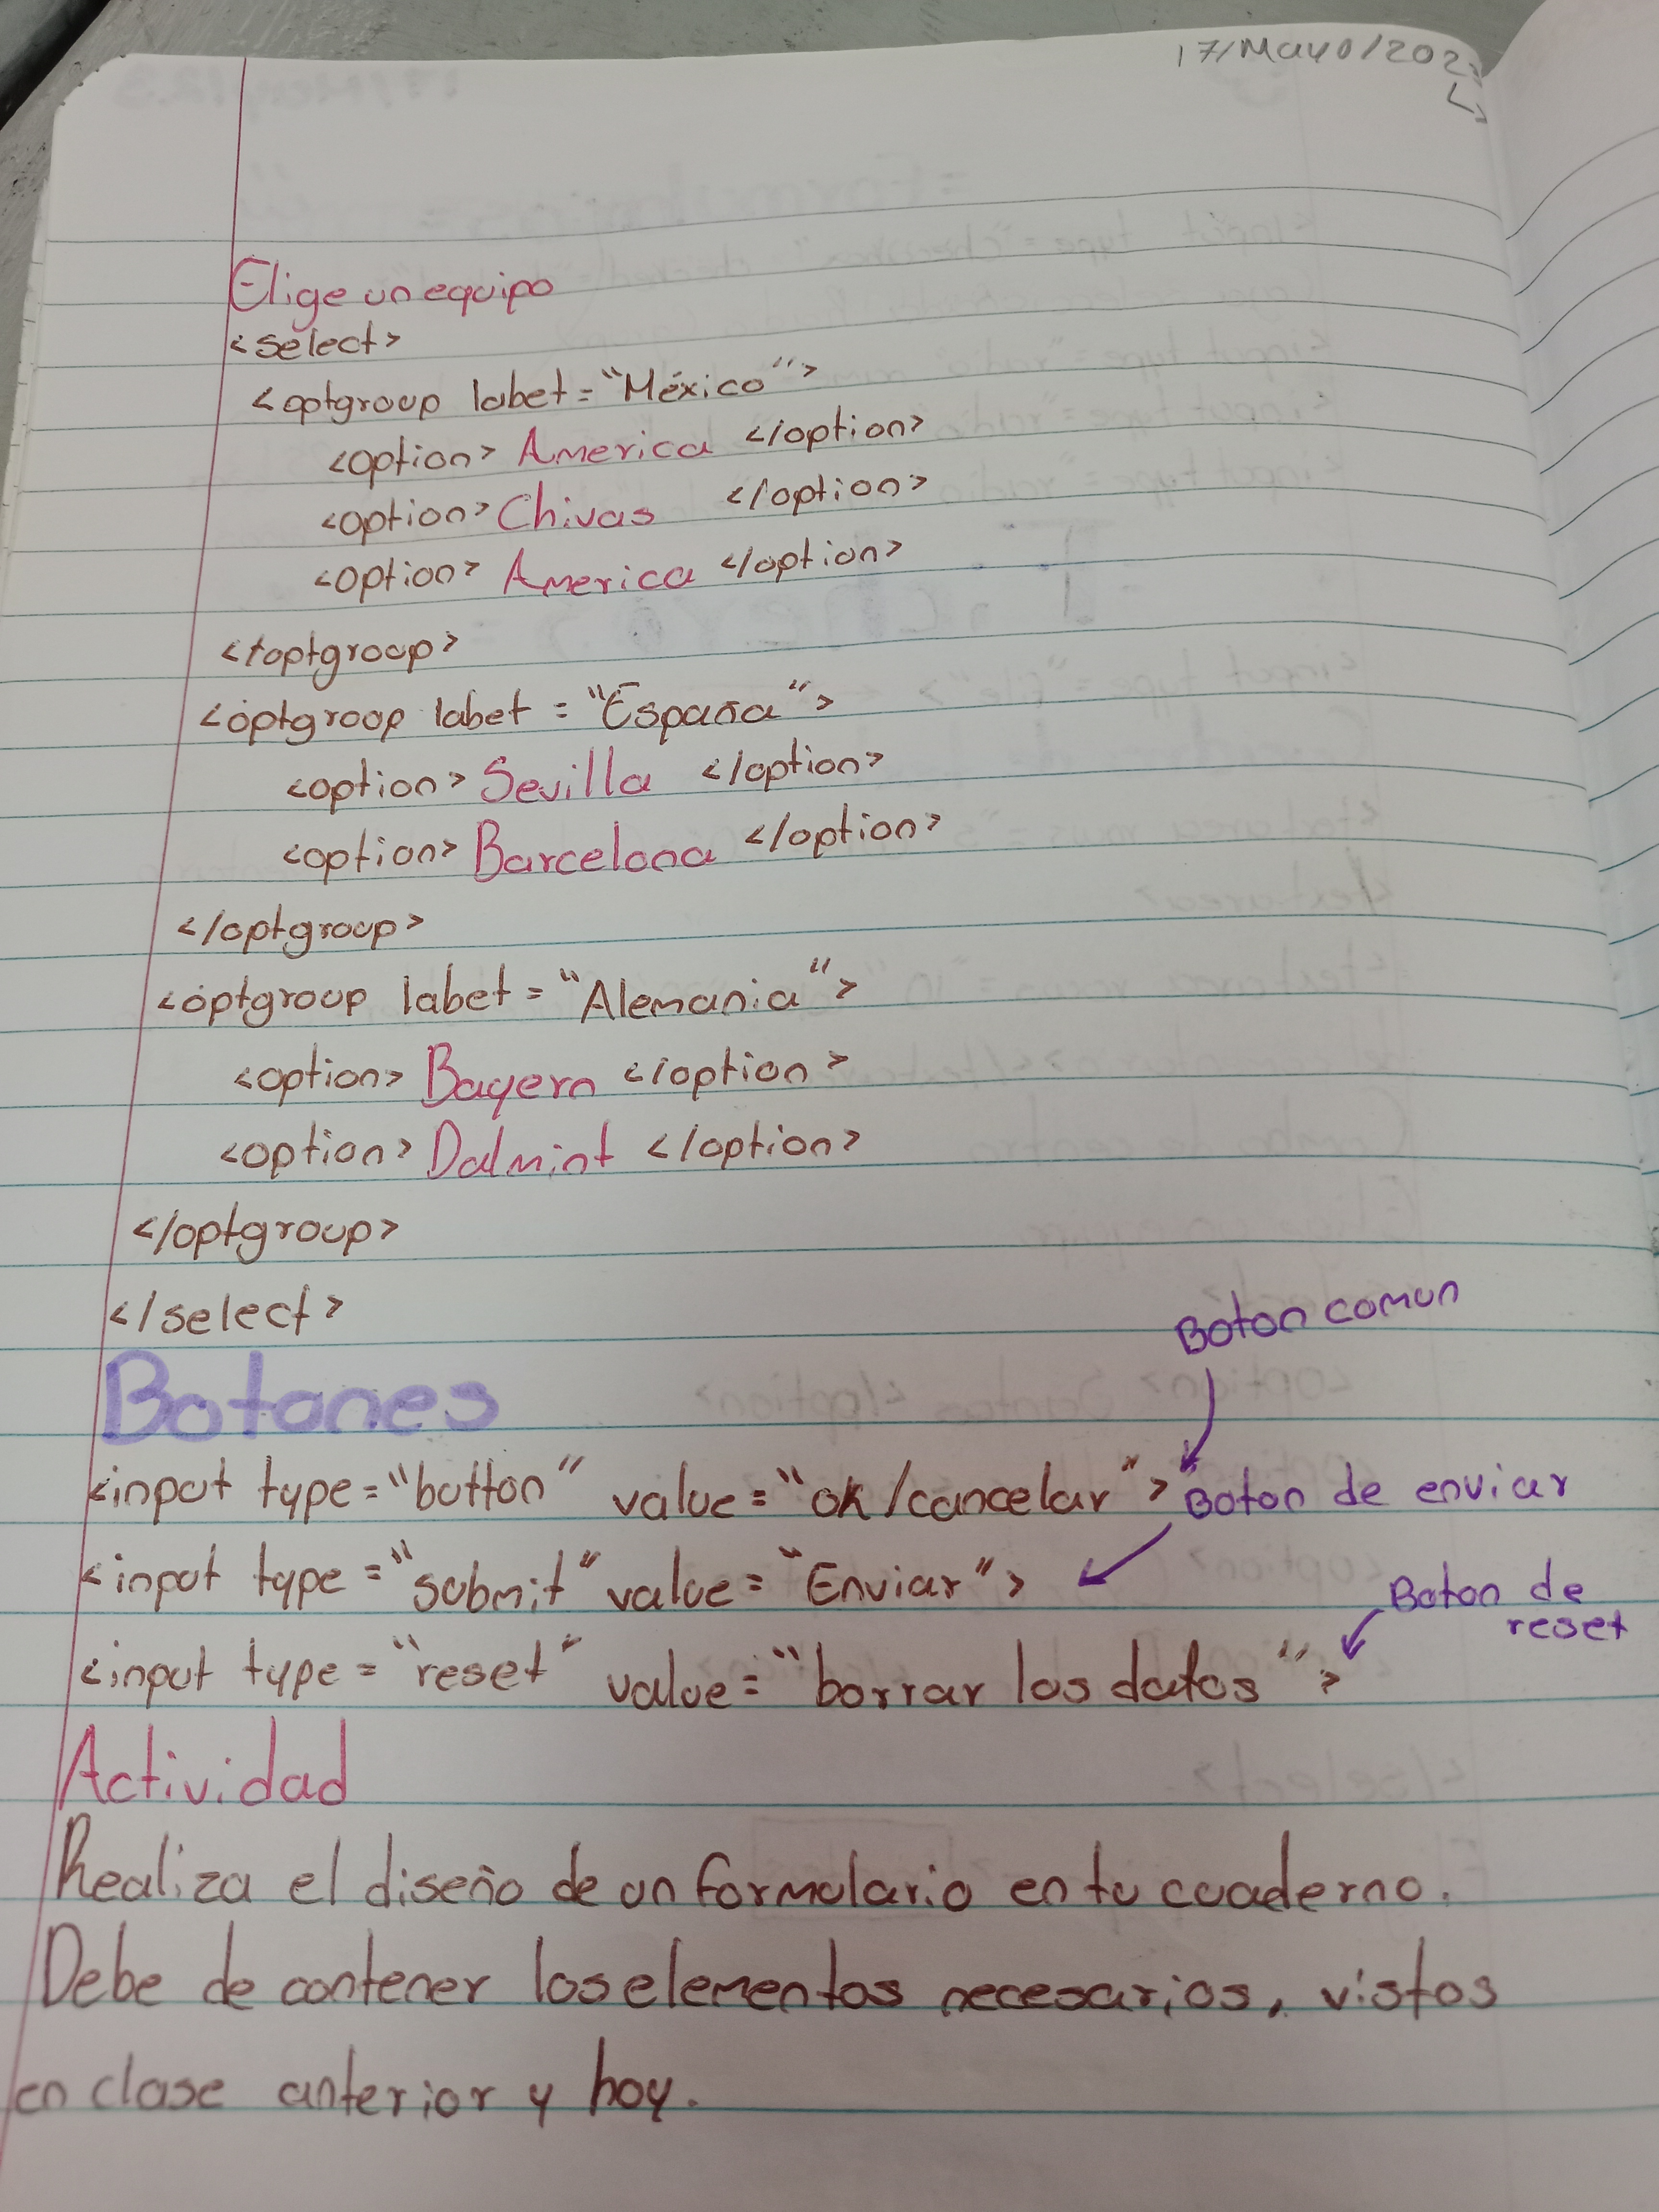 17/Mayo/202
Elige un equipo
<select>
<optgroup label="México">
<option> America </option>
<option> Chivas </option>
<option> America </option>
</optgroup>
<optgroup label = "España">
<option> Sevilla </option>
<option> Barcelona </option>
</optgroup>
<optgroup label = "Alemania">
<option> Bayern </option>
<option> Dalmint </option>
</optgroup>
</select>
Boton comun
Botones
<input type="button" value="ok/cancelar"> Boton de enviar
<input type="submit" value="Enviar">
Boton de
reset
<input type="reset" value="borrar los datos">
Actividad
Realiza el diseño de un formulario en tu cuaderno.
Debe de contener los elementos necesarios, vistos
en clase anterior y hoy.